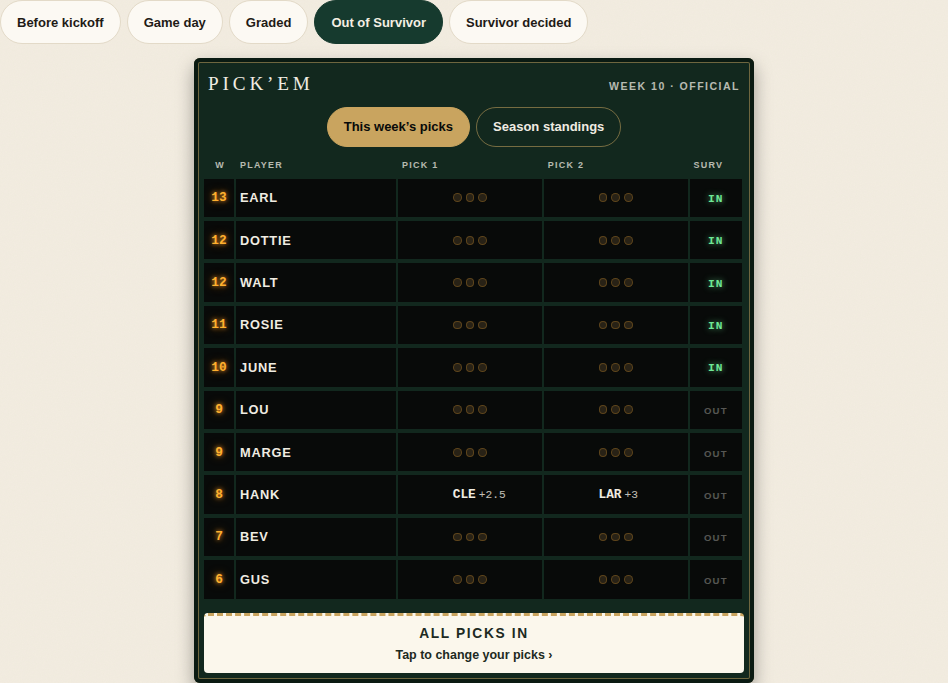 Before kickoff Game day Graded Out of Survivor Survivor decided
PICK’EM WEEK 10 · OFFICIAL
This week’s picks Season standings
W PLAYER PICK 1 PICK 2 SURV
13 EARL IN
12 DOTTIE IN
12 WALT IN
11 ROSIE IN
10 JUNE IN
9 LOU OUT
9 MARGE OUT
8 HANK CLE +2.5 LAR +3 OUT
7 BEV OUT
6 GUS OUT
ALL PICKS IN
Tap to change your picks ›